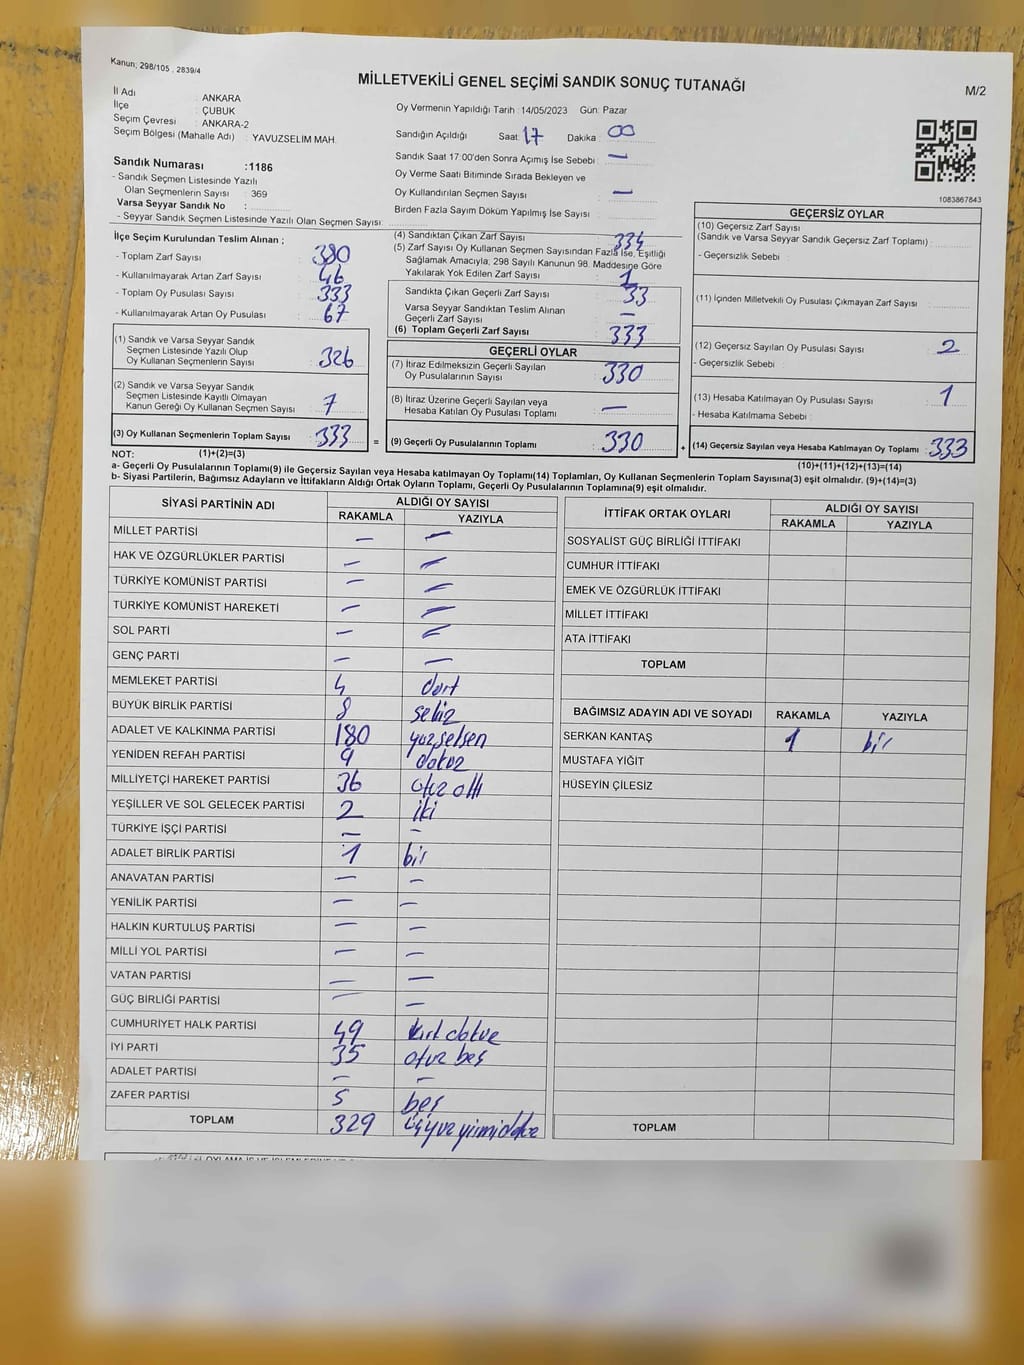 Kanun; 298/105 , 2839/4
MİLLETVEKİLİ GENEL SEÇİMİ SANDIK SONUÇ TUTANAĞI
M/2
İl Adı : ANKARA
İlçe : ÇUBUK
Seçim Çevresi : ANKARA-2
Seçim Bölgesi (Mahalle Adı) : YAVUZSELİM MAH.
Sandık Numarası :1186
- Sandık Seçmen Listesinde Yazılı
Olan Seçmenlerin Sayısı : 369
Varsa Seyyar Sandık No :
- Seyyar Sandık Seçmen Listesinde Yazılı Olan Seçmen Sayısı:
Oy Vermenin Yapıldığı Tarih :14/05/2023 Gün: Pazar
Sandığın Açıldığı Saat: 17 Dakika : 00
Sandık Saat 17:00'den Sonra Açımış İse Sebebi : —
Oy Verme Saati Bitiminde Sırada Bekleyen ve
Oy Kullandırılan Seçmen Sayısı : —
Birden Fazla Sayım Döküm Yapılmış İse Sayısı :
1083867843
İlçe Seçim Kurulundan Teslim Alınan ;
- Toplam Zarf Sayısı : 380
- Kullanılmayarak Artan Zarf Sayısı : 46
- Toplam Oy Pusulası Sayısı : 333
- Kullanılmayarak Artan Oy Pusulası : 67
(1) Sandık ve Varsa Seyyar Sandık
Seçmen Listesinde Yazılı Olup
Oy Kullanan Seçmenlerin Sayısı : 326
(2) Sandık ve Varsa Seyyar Sandık
Seçmen Listesinde Kayıtlı Olmayan
Kanun Gereği Oy Kullanan Seçmen Sayısı : 7
(3) Oy Kullanan Seçmenlerin Toplam Sayısı : 333
(4) Sandıktan Çıkan Zarf Sayısı : 334
(5) Zarf Sayısı Oy Kullanan Seçmen Sayısından Fazla İse, Eşitliği
Sağlamak Amacıyla, 298 Sayılı Kanunun 98. Maddesine Göre
Yakılarak Yok Edilen Zarf Sayısı : 1
Sandıkta Çıkan Geçerli Zarf Sayısı : 33
Varsa Seyyar Sandıktan Teslim Alınan
Geçerli Zarf Sayısı : —
(6) Toplam Geçerli Zarf Sayısı : 333
GEÇERLİ OYLAR
(7) İtiraz Edilmeksizin Geçerli Sayılan
Oy Pusulalarının Sayısı : 330
(8) İtiraz Üzerine Geçerli Sayılan veya
Hesaba Katılan Oy Pusulası Toplamı : —
= (9) Geçerli Oy Pusulalarının Toplamı : 330
GEÇERSİZ OYLAR
(10) Geçersiz Zarf Sayısı
(Sandık ve Varsa Seyyar Sandık Geçersiz Zarf Toplamı) :
- Geçersizlik Sebebi :
(11) İçinden Milletvekili Oy Pusulası Çıkmayan Zarf Sayısı :
(12) Geçersiz Sayılan Oy Pusulası Sayısı : 2
- Geçersizlik Sebebi :
(13) Hesaba Katılmayan Oy Pusulası Sayısı : 1
- Hesaba Katılmama Sebebi :
+ (14) Geçersiz Sayılan veya Hesaba Katılmayan Oy Toplamı : 333
NOT: (1)+(2)=(3)
(10)+(11)+(12)+(13)=(14)
a- Geçerli Oy Pusulalarının Toplamı(9) ile Geçersiz Sayılan veya Hesaba katılmayan Oy Toplamı(14) Toplamları, Oy Kullanan Seçmenlerin Toplam Sayısına(3) eşit olmalıdır. (9)+(14)=(3)
b- Siyasi Partilerin, Bağımsız Adayların ve İttifakların Aldığı Ortak Oyların Toplamı, Geçerli Oy Pusulalarının Toplamına(9) eşit olmalıdır.
SİYASİ PARTİNİN ADI ALDIĞI OY SAYISI
RAKAMLA YAZIYLA
MİLLET PARTİSİ — —
HAK VE ÖZGÜRLÜKLER PARTİSİ — —
TÜRKİYE KOMÜNİST PARTİSİ — —
TÜRKİYE KOMÜNİST HAREKETİ — —
SOL PARTİ — —
GENÇ PARTİ — —
MEMLEKET PARTİSİ 4 dört
BÜYÜK BİRLİK PARTİSİ 8 sekiz
ADALET VE KALKINMA PARTİSİ 180 yüzseksen
YENİDEN REFAH PARTİSİ 9 dokuz
MİLLİYETÇİ HAREKET PARTİSİ 36 otuz altı
YEŞİLLER VE SOL GELECEK PARTİSİ 2 iki
TÜRKİYE İŞÇİ PARTİSİ — —
ADALET BİRLİK PARTİSİ 1 bir
ANAVATAN PARTİSİ — —
YENİLİK PARTİSİ — —
HALKIN KURTULUŞ PARTİSİ — —
MİLLİ YOL PARTİSİ — —
VATAN PARTİSİ — —
GÜÇ BİRLİĞİ PARTİSİ — —
CUMHURİYET HALK PARTİSİ 49 kırk dokuz
İYİ PARTİ 35 otuz beş
ADALET PARTİSİ — —
ZAFER PARTİSİ 5 beş
TOPLAM 329 üçyüz yirmidokuz
İTTİFAK ORTAK OYLARI ALDIĞI OY SAYISI
RAKAMLA YAZIYLA
SOSYALİST GÜÇ BİRLİĞİ İTTİFAKI
CUMHUR İTTİFAKI
EMEK VE ÖZGÜRLÜK İTTİFAKI
MİLLET İTTİFAKI
ATA İTTİFAKI
TOPLAM
BAĞIMSIZ ADAYIN ADI VE SOYADI RAKAMLA YAZIYLA
SERKAN KANTAŞ 1 bir
MUSTAFA YİĞİT
HÜSEYİN ÇİLESİZ
TOPLAM